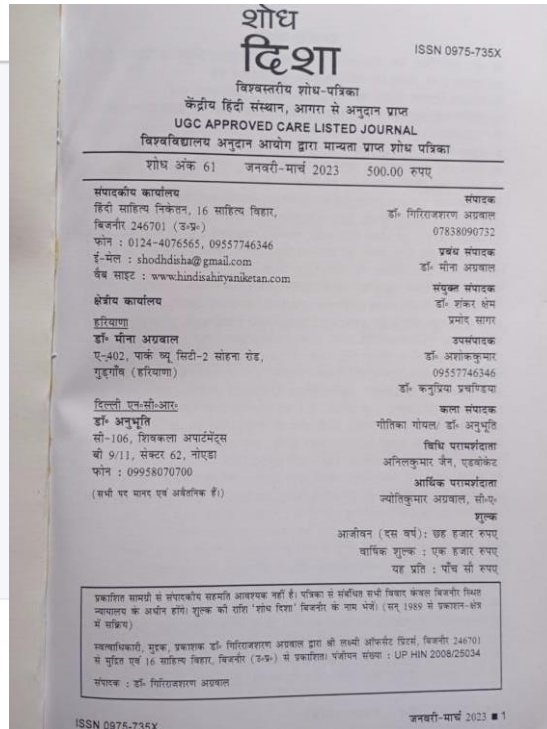 शोध
दिशा
ISSN 0975-735X
विश्वस्तरीय शोध-पत्रिका
केंद्रीय हिंदी संस्थान, आगरा से अनुदान प्राप्त
UGC APPROVED CARE LISTED JOURNAL
विश्वविद्यालय अनुदान आयोग द्वारा मान्यता प्राप्त शोध पत्रिका
शोध अंक 61 जनवरी-मार्च 2023 500.00 रुपए
संपादकीय कार्यालय
हिंदी साहित्य निकेतन, 16 साहित्य विहार,
बिजनौर 246701 (उ॰प्र॰)
फोन : 0124-4076565, 09557746346
ई-मेल : shodhdisha@gmail.com
वैब साइट : www.hindisahityaniketan.com
क्षेत्रीय कार्यालय
हरियाणा
डॉ॰ मीना अग्रवाल
ए-402, पार्क व्यू सिटी-2 सोहना रोड,
गुड़गाँव (हरियाणा)
दिल्ली एन॰सी॰आर॰
डॉ॰ अनुभूति
सी-106, शिवकला अपार्टमेंट्स
बी 9/11, सेक्टर 62, नोएडा
फोन : 09958070700
(सभी पद मानद एवं अवैतनिक हैं।)
संपादक
डॉ॰ गिरिराजशरण अग्रवाल
07838090732
प्रबंध संपादक
डॉ॰ मीना अग्रवाल
संयुक्त संपादक
डॉ॰ शंकर क्षेम
प्रमोद सागर
उपसंपादक
डॉ॰ अशोककुमार
09557746346
डॉ॰ कनुप्रिया प्रचण्डिया
कला संपादक
गीतिका गोयल/ डॉ॰ अनुभूति
विधि परामर्शदाता
अनिलकुमार जैन, एडवोकेट
आर्थिक परामर्शदाता
ज्योतिकुमार अग्रवाल, सी॰ए॰
शुल्क
आजीवन (दस वर्ष): छह हजार रुपए
वार्षिक शुल्क : एक हजार रुपए
यह प्रति : पाँच सौ रुपए
प्रकाशित सामग्री से संपादकीय सहमति आवश्यक नहीं है। पत्रिका से संबंधित सभी विवाद केवल बिजनौर स्थित
न्यायालय के अधीन होंगे। शुल्क की राशि 'शोध दिशा' बिजनौर के नाम भेजें। (सन् 1989 से प्रकाशन-क्षेत्र
में सक्रिय)
स्वत्वाधिकारी, मुद्रक, प्रकाशक डॉ॰ गिरिराजशरण अग्रवाल द्वारा श्री लक्ष्मी ऑफसेट प्रिंटर्स, बिजनौर 246701
से मुद्रित एवं 16 साहित्य विहार, बिजनौर (उ॰प्र॰) से प्रकाशित। पंजीयन संख्या : UP HIN 2008/25034
संपादक : डॉ॰ गिरिराजशरण अग्रवाल
ISSN 0975-735X
जनवरी-मार्च 2023 ■ 1